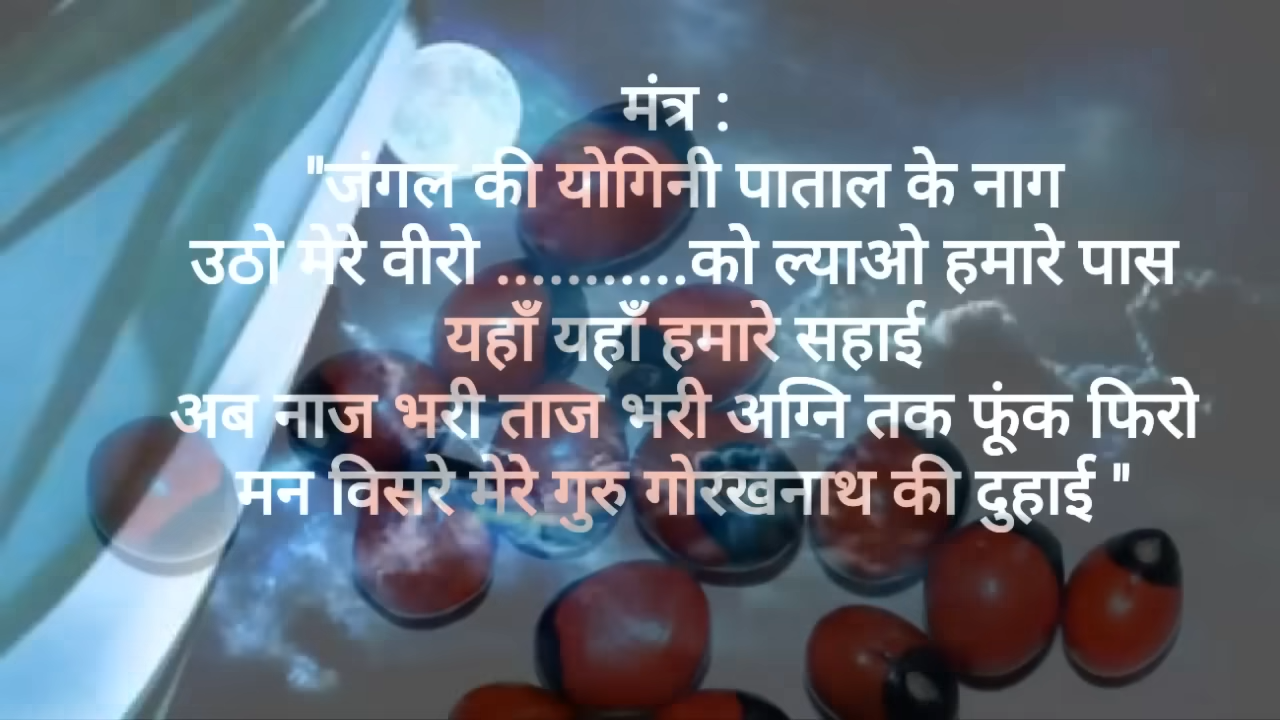 मंत्र :
"जंगल की योगिनी पाताल के नाग
उठो मेरे वीरो ...........को ल्याओ हमारे पास
यहाँ यहाँ हमारे सहाई
अब नाज भरी ताज भरी अग्नि तक फूंक फिरो
मन विसरे मेरे गुरु गोरखनाथ की दुहाई "